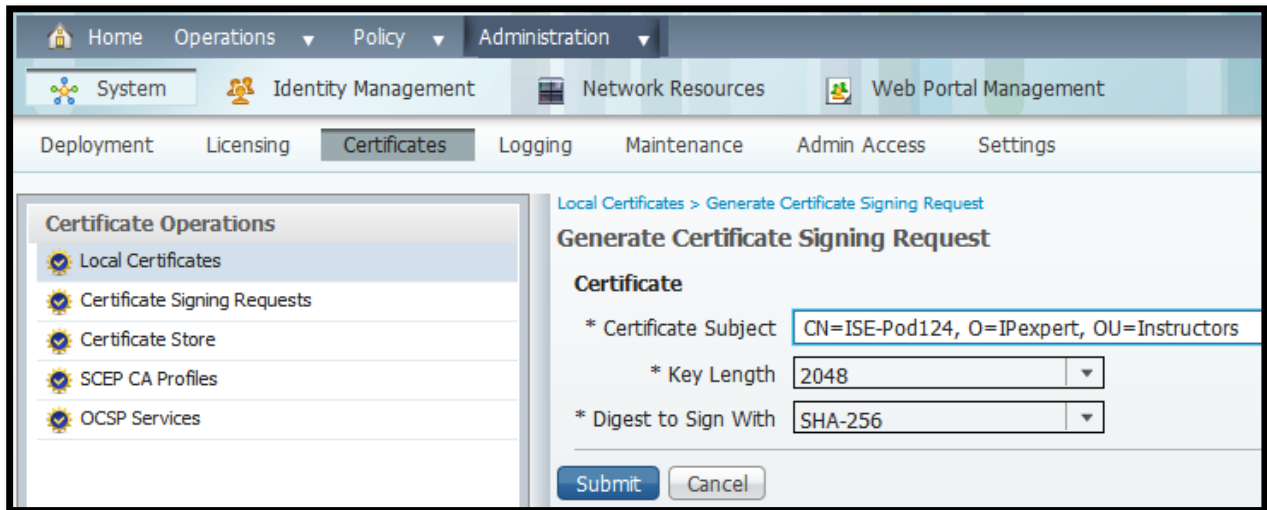 Home Operations Policy Administration
System Identity Management Network Resources Web Portal Management
Deployment Licensing Certificates Logging Maintenance Admin Access Settings
Certificate Operations
Local Certificates
Certificate Signing Requests
Certificate Store
SCEP CA Profiles
OCSP Services
Local Certificates > Generate Certificate Signing Request
Generate Certificate Signing Request
Certificate
* Certificate Subject CN=ISE-Pod124, O=IPexpert, OU=Instructors
* Key Length 2048
* Digest to Sign With SHA-256
Submit Cancel